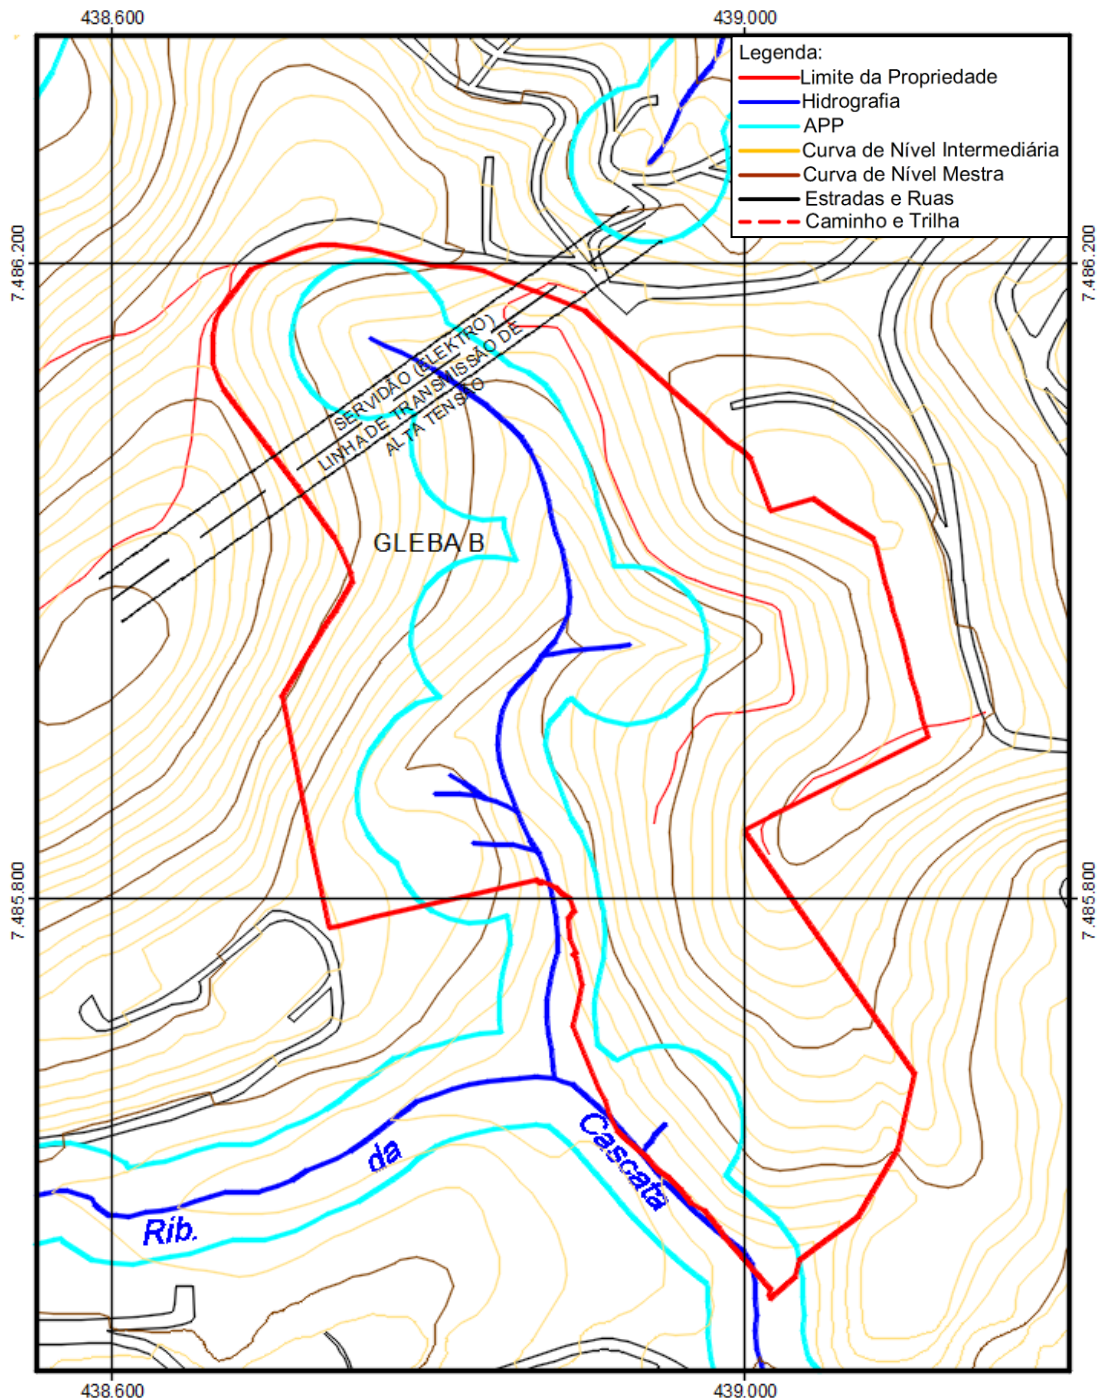 438.600
439.000
Legenda:
Limite da Propriedade
Hidrografia
APP
Curva de Nível Intermediária
Curva de Nível Mestra
Estradas e Ruas
Caminho e Trilha
7.486.200
7.486.200
SERVIDÃO (ELEKTRO)
LINHA DE TRANSMISSÃO DE
ALTA TENSÃO
GLEBA B
7.485.800
7.485.800
Rib.
da
Cascata
438.600
439.000